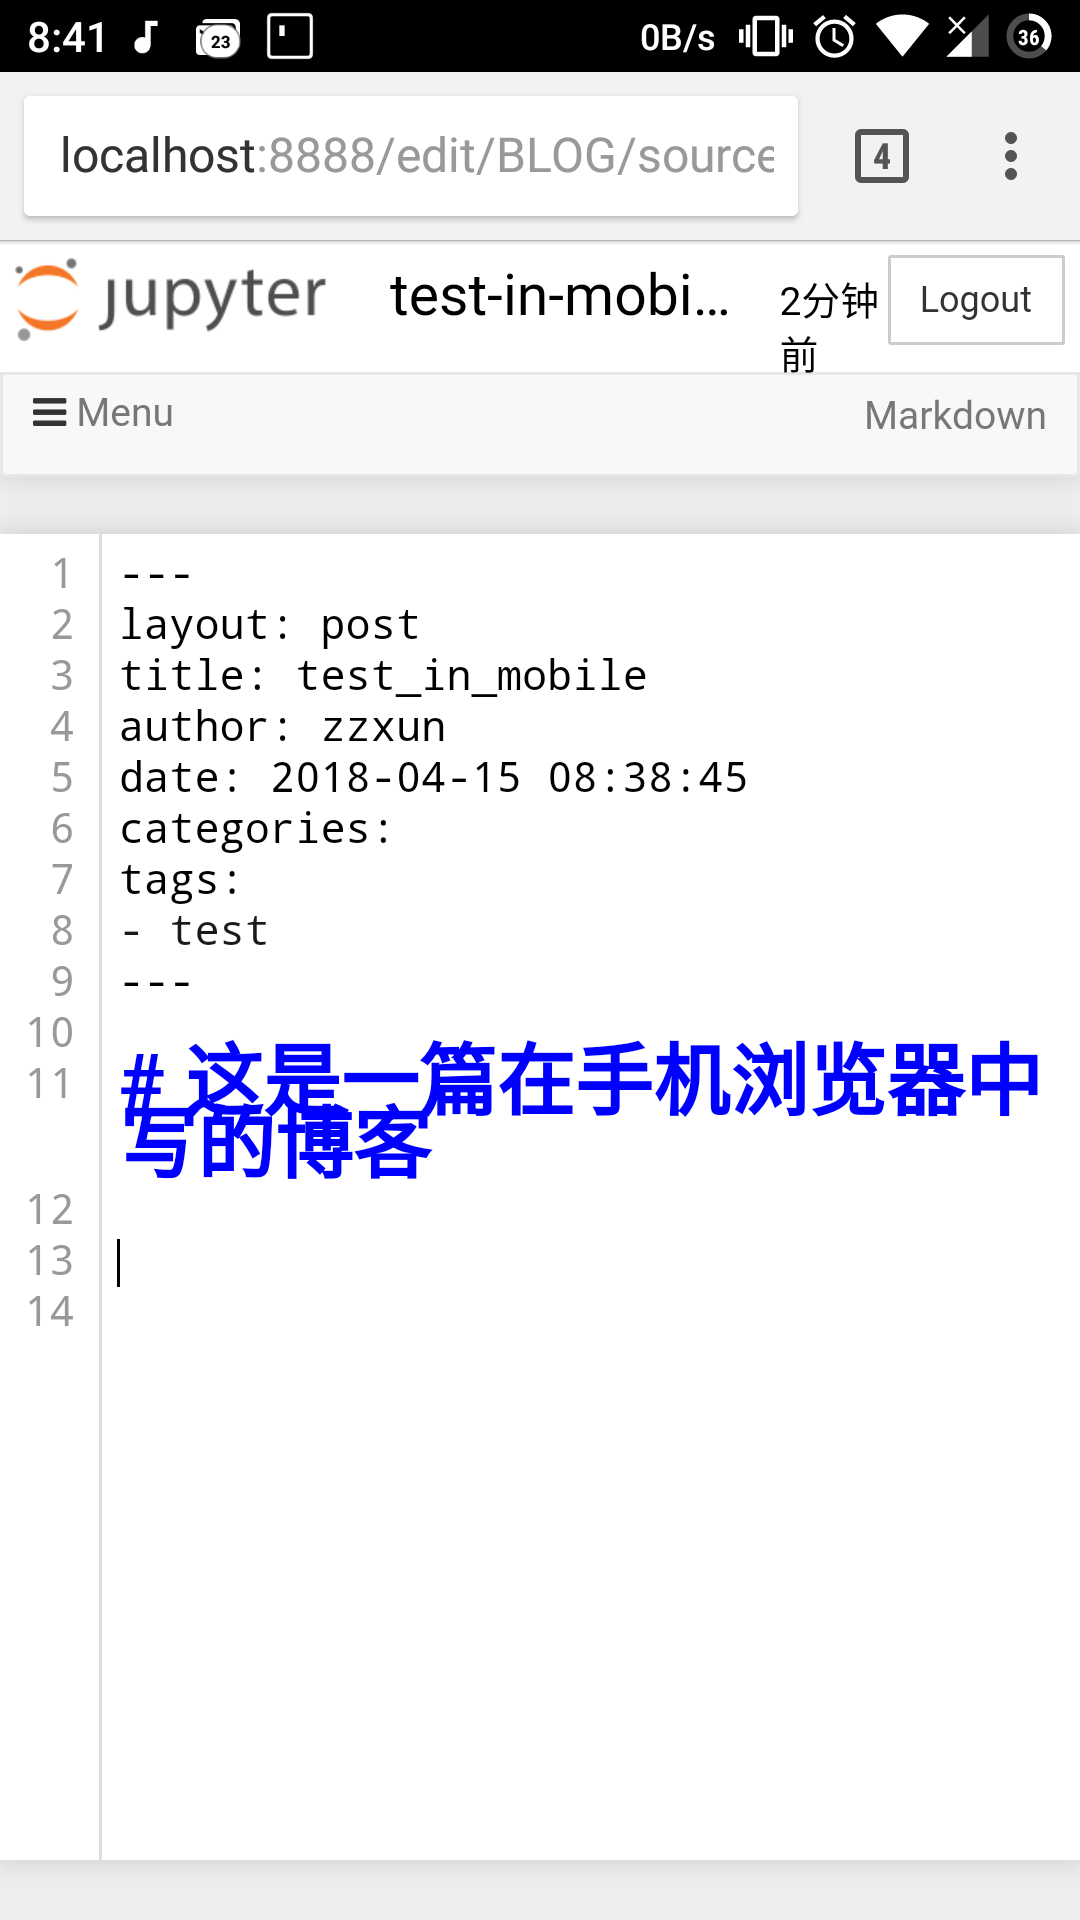 8:41 23 0B/s 36
localhost:8888/edit/BLOG/source
4
jupyter test-in-mobi... 2分钟前 Logout
Menu Markdown
1 ---
2 layout: post
3 title: test_in_mobile
4 author: zzxun
5 date: 2018-04-15 08:38:45
6 categories:
7 tags:
8 - test
9 ---
10
11 # 这是一篇在手机浏览器中
写的博客
12
13
14